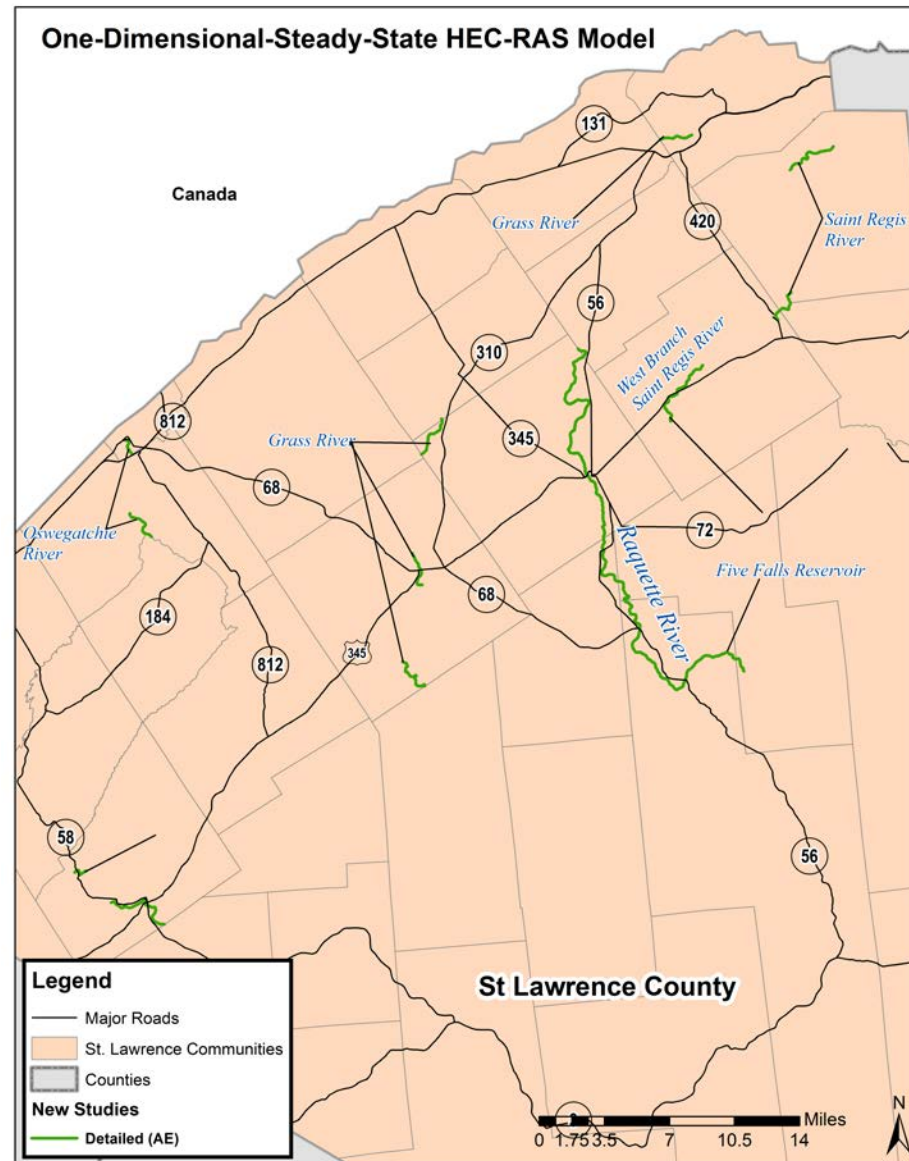 One-Dimensional-Steady-State HEC-RAS Model
131
Canada
Grass River
420
Saint Regis
River
56
310
West Branch
Saint Regis River
812
Grass River
345
68
Oswegatchie
River
72
Raquette River
Five Falls Reservoir
68
184
345
812
58
56
Legend
Major Roads
St. Lawrence Communities
Counties
New Studies
Detailed (AE)
St Lawrence County
N
Miles
0 1.75 3.5 7 10.5 14